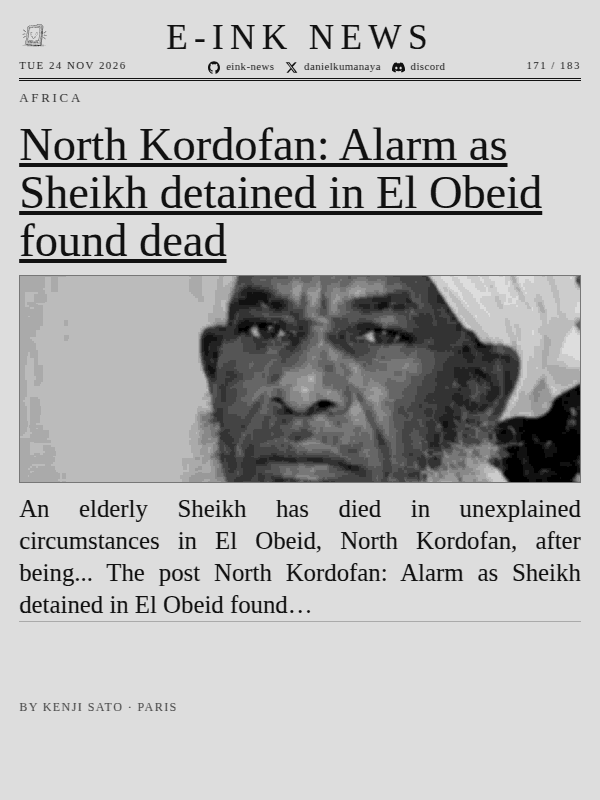 E-INK NEWS
TUE 24 NOV 2026
eink-news
danielkumanaya
discord
171 / 183
AFRICA
North Kordofan: Alarm as
Sheikh detained in El Obeid
found dead
An elderly Sheikh has died in unexplained
circumstances in El Obeid, North Kordofan, after
being... The post North Kordofan: Alarm as Sheikh
detained in El Obeid found…
BY KENJI SATO · PARIS